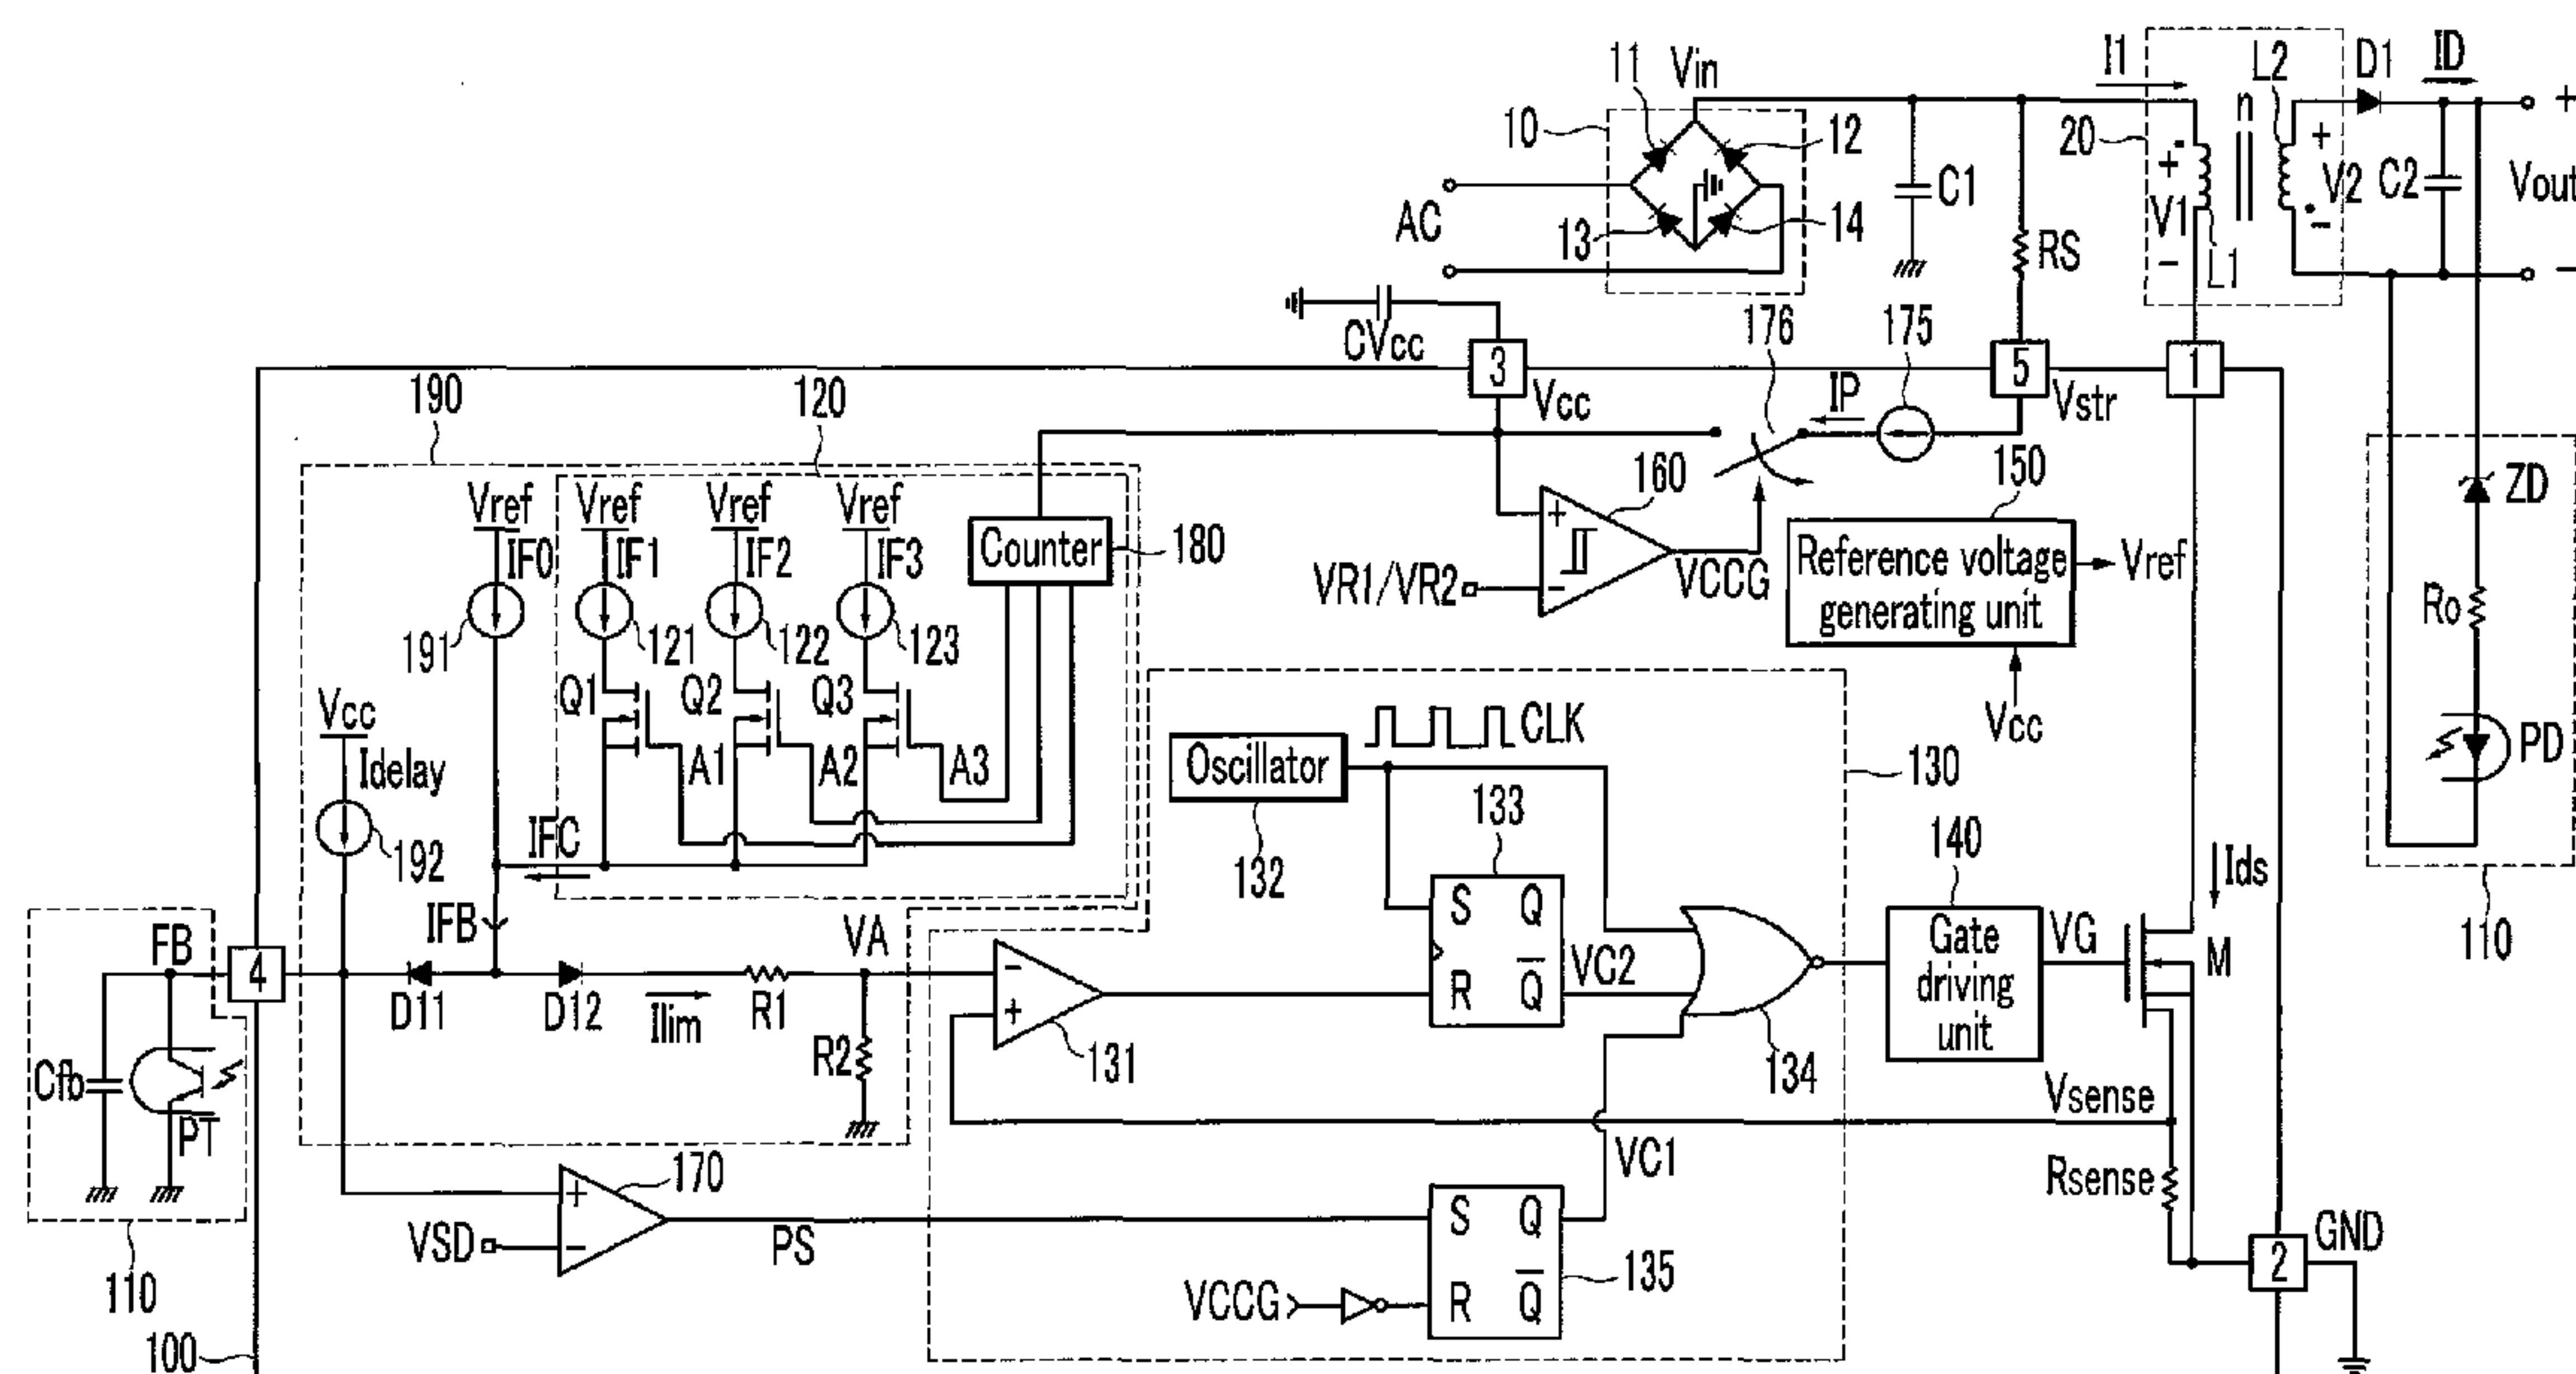 11 Vin I1 L2 D1 ID
10 12 20 n +
+ + V2 C2 Vout
AC C1 V1
13 14 RS - L1 - -
CVcc 176 175
190 120 3 Vcc IP 5 Vstr 1
Vref Vref Vref Vref 160 150 ZD
IF0 IF1 IF2 IF3 Counter 180 +
VR1/VR2 - VCCG Reference voltage generating unit Vref
191 121 122 123 Ro
Q1 Q2 Q3
Vcc CLK Vcc
Idelay A1 A2 A3 Oscillator 130 PD
133 140
192 IFC 132 Ids 110
IFB VA S Q Gate driving unit VG M
FB 4 - VC2
D11 D12 Ilim R1 + R Q
R2 131 134
Cfb PT Vsense
VC1
170 Rsense
+ S Q GND
VSD - PS 2
110 135
VCCG R Q
100